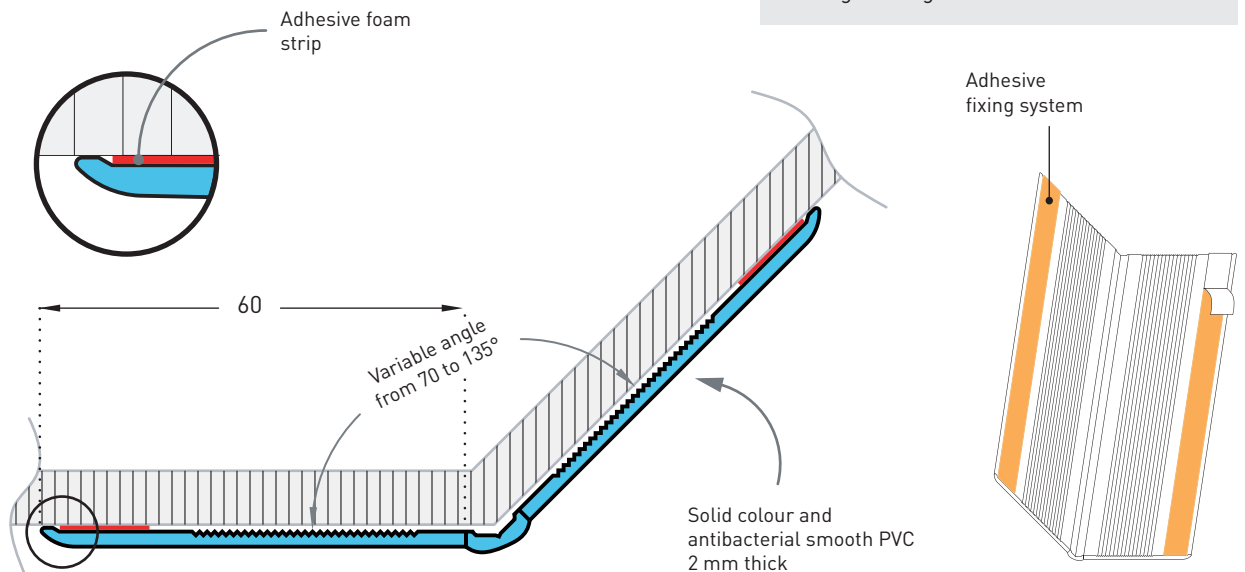 Adhesive foam
strip
Adhesive
fixing system
60
Variable angle
from 70 to 135°
Solid colour and
antibacterial smooth PVC
2 mm thick